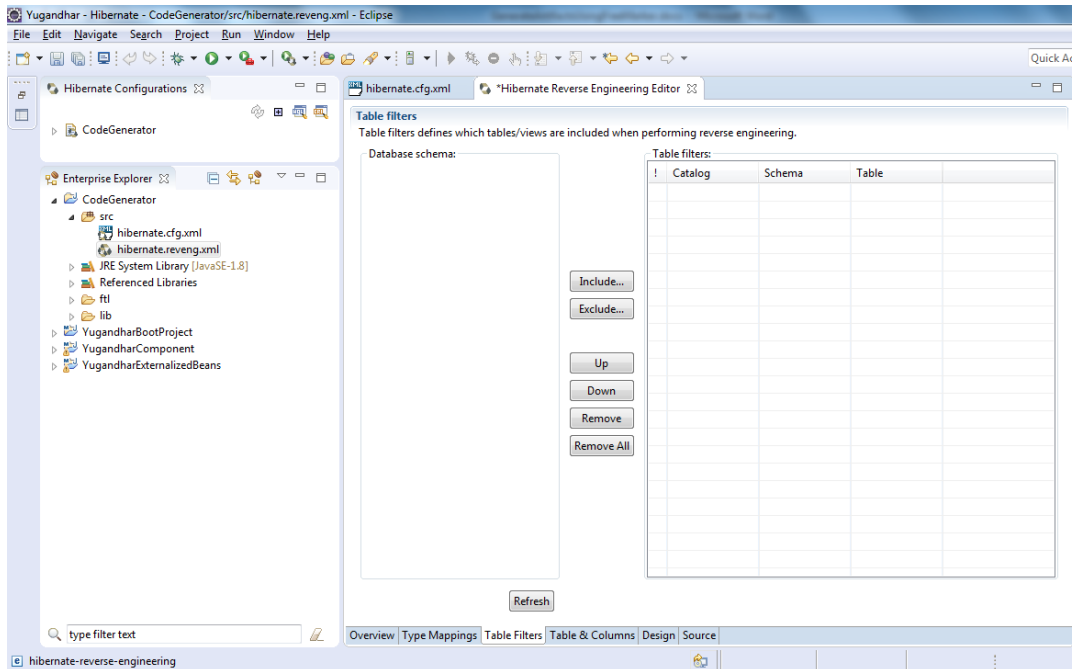 Yugandhar - Hibernate - CodeGenerator/src/hibernate.reveng.xml - Eclipse
File Edit Navigate Search Project Run Window Help
Quick Ac
Hibernate Configurations
CodeGenerator
Enterprise Explorer
CodeGenerator
src
hibernate.cfg.xml
hibernate.reveng.xml
JRE System Library [JavaSE-1.8]
Referenced Libraries
ftl
lib
YugandharBootProject
YugandharComponent
YugandharExternalizedBeans
type filter text
hibernate.cfg.xml *Hibernate Reverse Engineering Editor
Table filters
Table filters defines which tables/views are included when performing reverse engineering.
Database schema:
Include...
Exclude...
Up
Down
Remove
Remove All
Table filters:
! Catalog Schema Table
Refresh
Overview Type Mappings Table Filters Table & Columns Design Source
hibernate-reverse-engineering